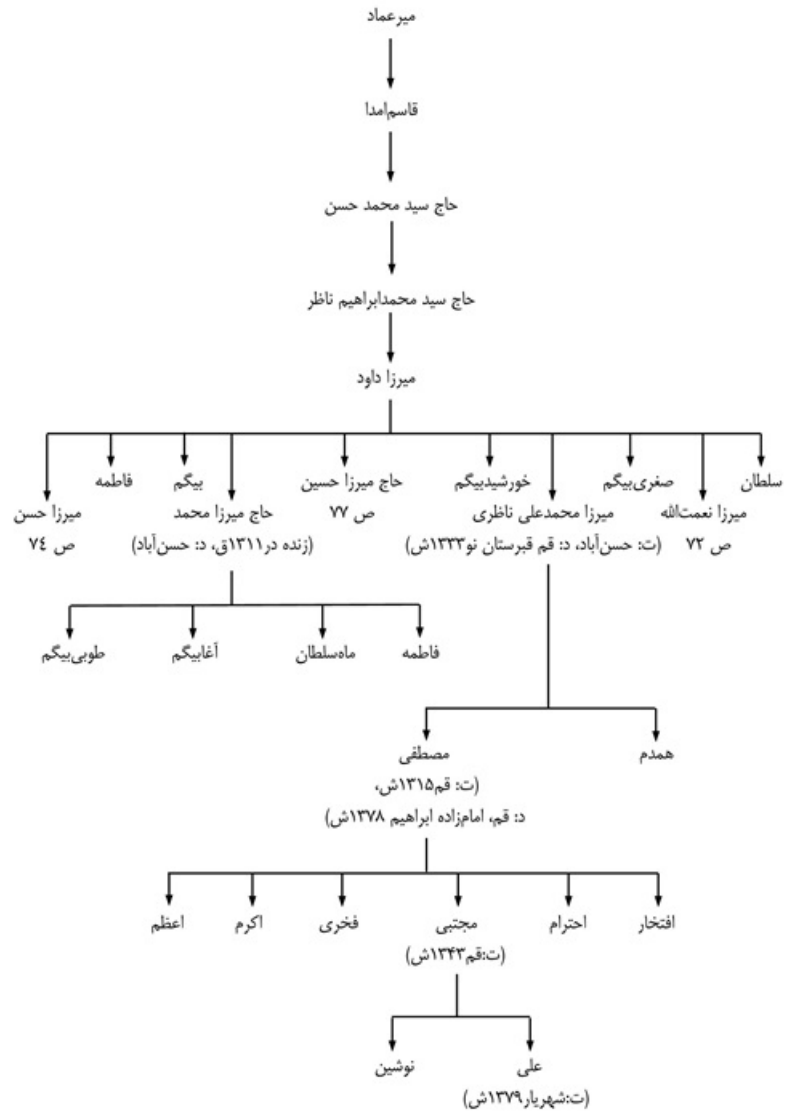 میرعماد
قاسم‌امدا
حاج سید محمد حسن
حاج سید محمدابراهیم ناظر
میرزا داود
سلطان
صغری‌بیگم
خورشیدبیگم
بیگم
فاطمه
میرزا نعمت‌الله
ص ۷۲
میرزا محمدعلی ناظری
(ت: حسن‌آباد، د: قم قبرستان نو۱۳۳۳ش)
حاج میرزا حسین
ص ۷۷
حاج میرزا محمد
(زنده در۱۳۱۱ق، د: حسن‌آباد)
میرزا حسن
ص ۷٤
فاطمه
ماه‌سلطان
آغابیگم
طوبی‌بیگم
همدم
مصطفی
(ت: قم۱۳۱۵ش،
د: قم، امام‌زاده ابراهیم ۱۳۷۸ش)
افتخار
احترام
مجتبی
(ت:قم۱۳۴۳ش)
فخری
اکرم
اعظم
علی
(ت:شهریار۱۳۷۹ش)
نوشین